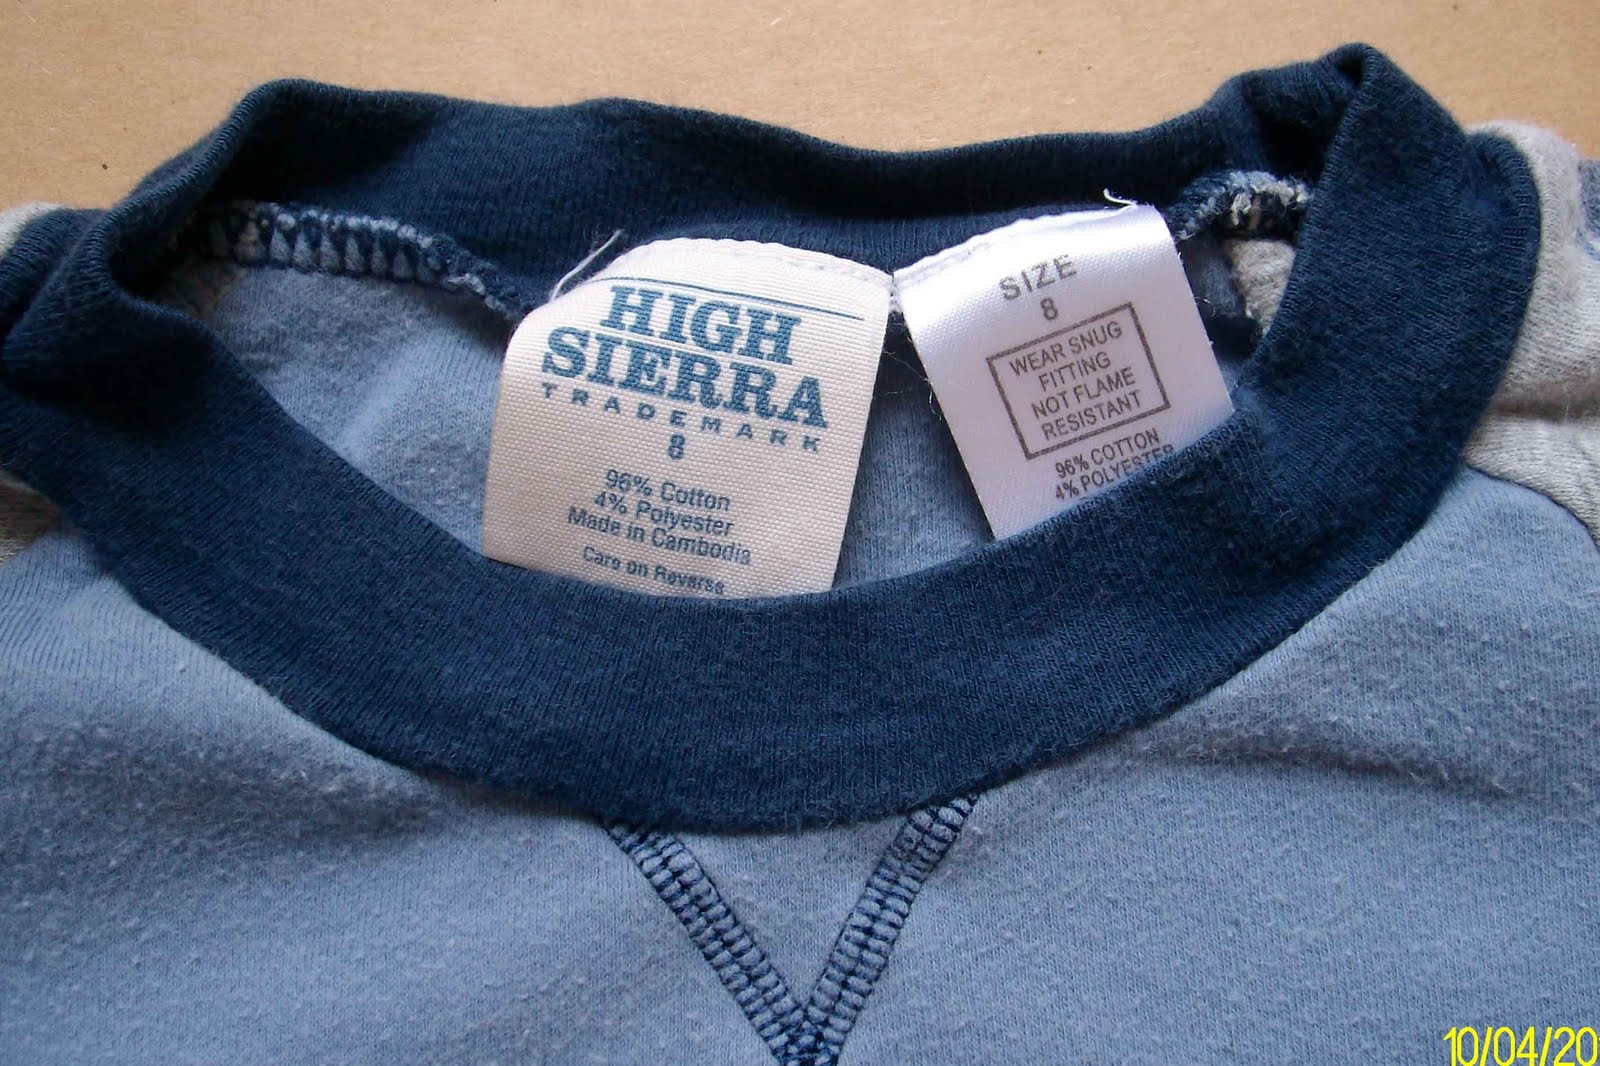 HIGH
SIERRA
TRADEMARK
8
96% Cotton
4% Polyester
Made in Cambodia
Care on Reverse
SIZE
8
WEAR SNUG
FITTING
NOT FLAME
RESISTANT
96% COTTON
4% POLYESTER
10/04/20